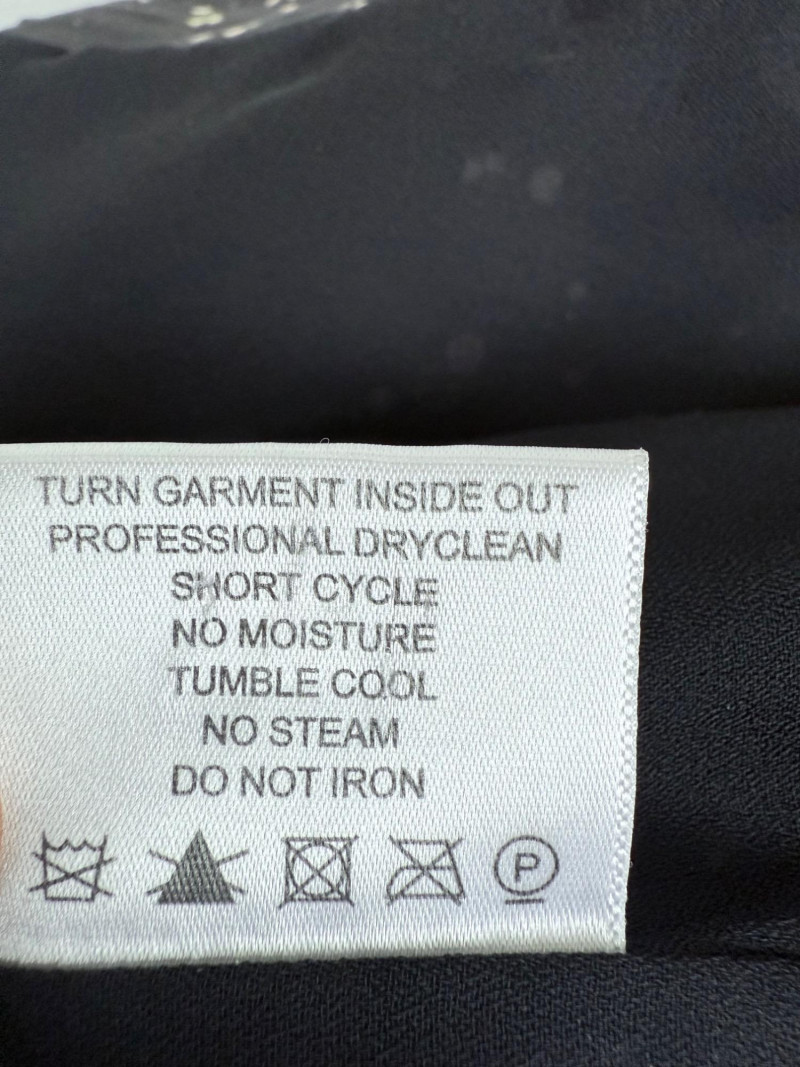 TURN GARMENT INSIDE OUT
PROFESSIONAL DRYCLEAN
SHORT CYCLE
NO MOISTURE
TUMBLE COOL
NO STEAM
DO NOT IRON
P